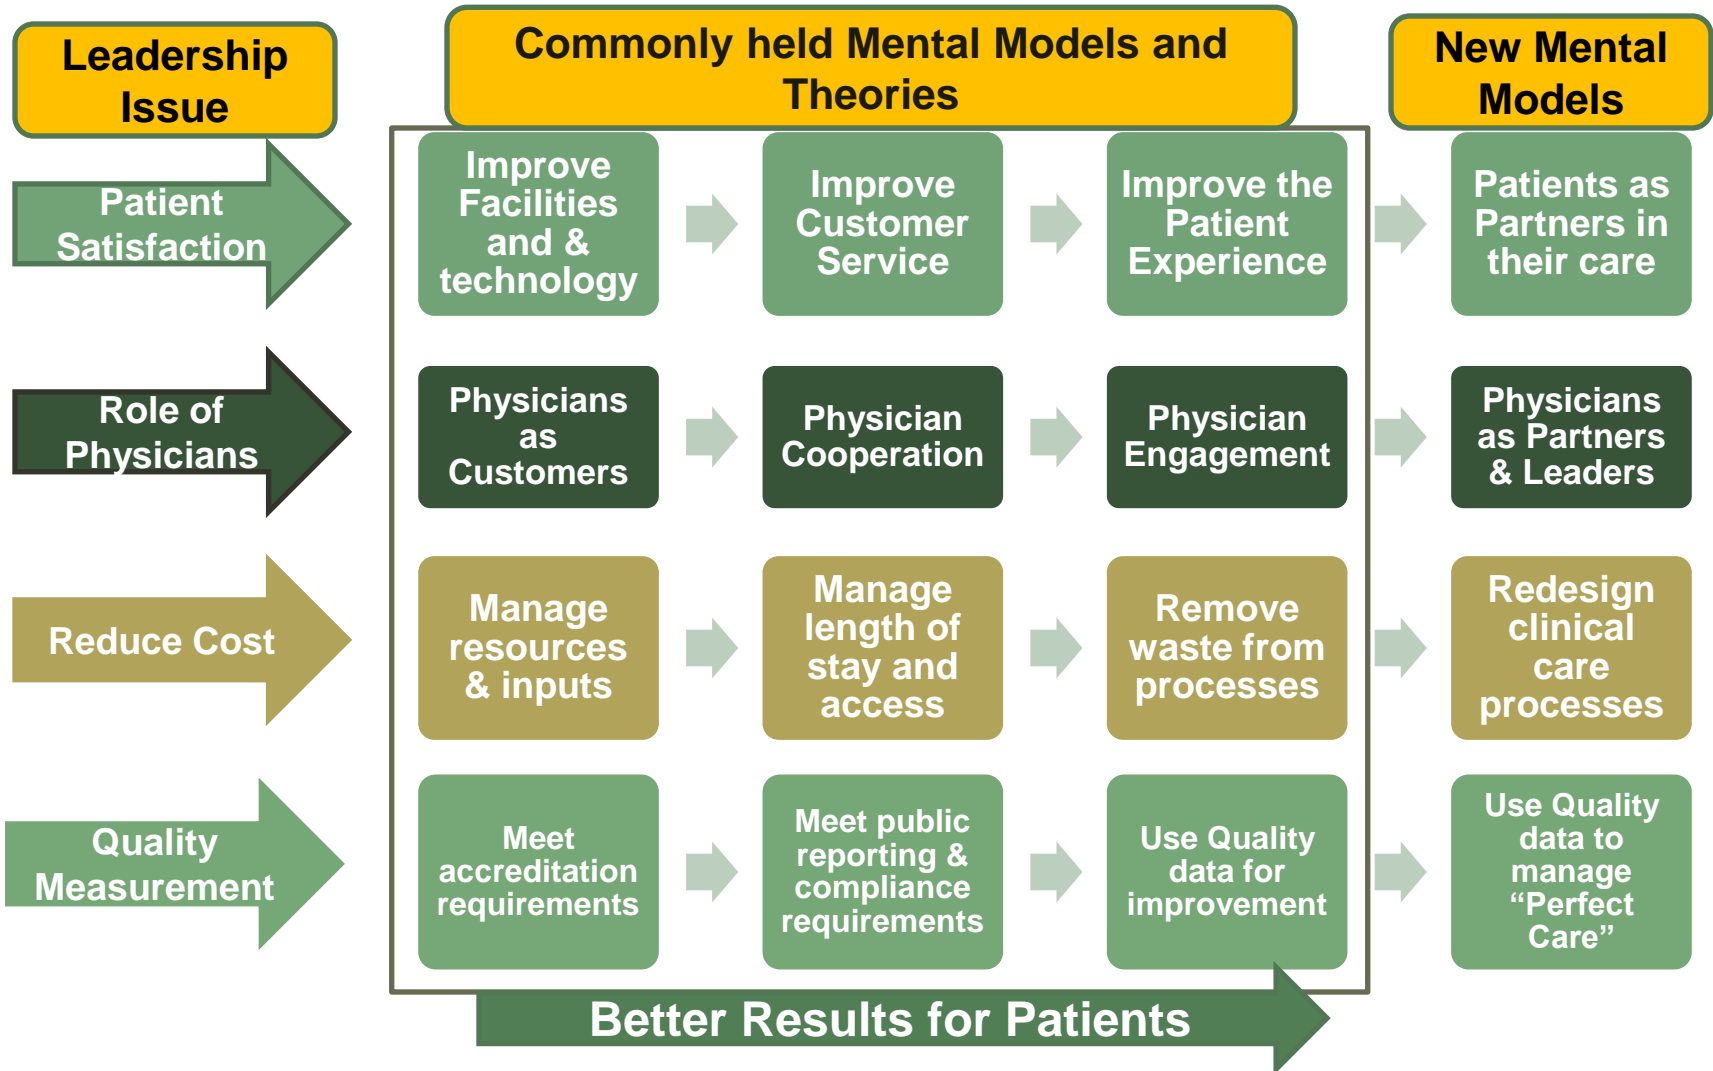 Leadership
Issue
Commonly held Mental Models and
Theories
New Mental
Models
Patient
Satisfaction
Improve
Facilities
and &
technology
Improve
Customer
Service
Improve the
Patient
Experience
Patients as
Partners in
their care
Role of
Physicians
Physicians
as
Customers
Physician
Cooperation
Physician
Engagement
Physicians
as Partners
& Leaders
Reduce Cost
Manage
resources
& inputs
Manage
length of
stay and
access
Remove
waste from
processes
Redesign
clinical
care
processes
Quality
Measurement
Meet
accreditation
requirements
Meet public
reporting &
compliance
requirements
Use Quality
data for
improvement
Use Quality
data to
manage
“Perfect
Care”
Better Results for Patients